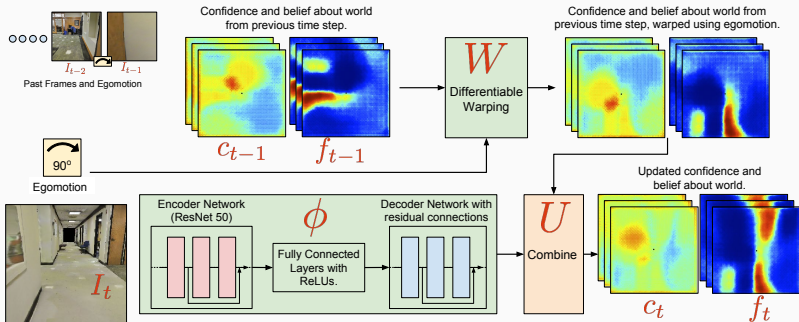 Confidence and belief about world
from previous time step.
Confidence and belief about world from
previous time step, warped using egomotion.
I_{t-2}
I_{t-1}
Past Frames and Egomotion
W
Differentiable
Warping
c_{t-1}
f_{t-1}
90°
Egomotion
Updated confidence and
belief about world.
Encoder Network
(ResNet 50)
ϕ
Decoder Network with
residual connections
U
Combine
Fully Connected
Layers with
ReLUs.
I_t
c_t
f_t